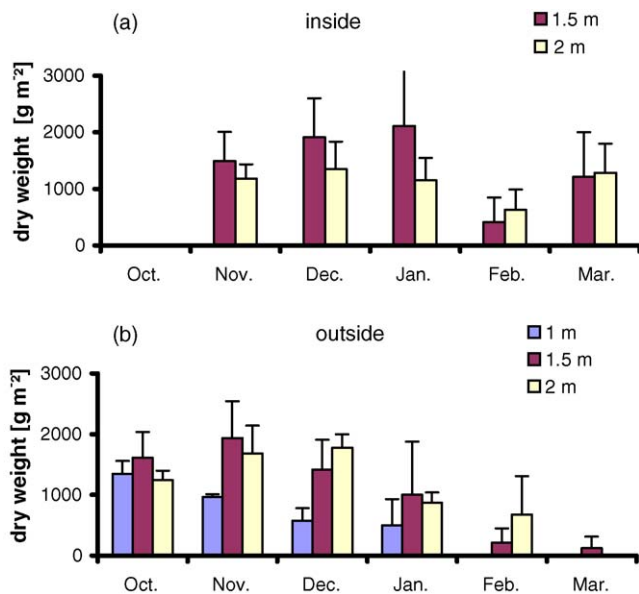 (a) inside
1.5 m
2 m
dry weight [g m⁻²]
3000
2000
1000
0
Oct. Nov. Dec. Jan. Feb. Mar.
(b) outside
1 m
1.5 m
2 m
dry weight [g m⁻²]
3000
2000
1000
0
Oct. Nov. Dec. Jan. Feb. Mar.